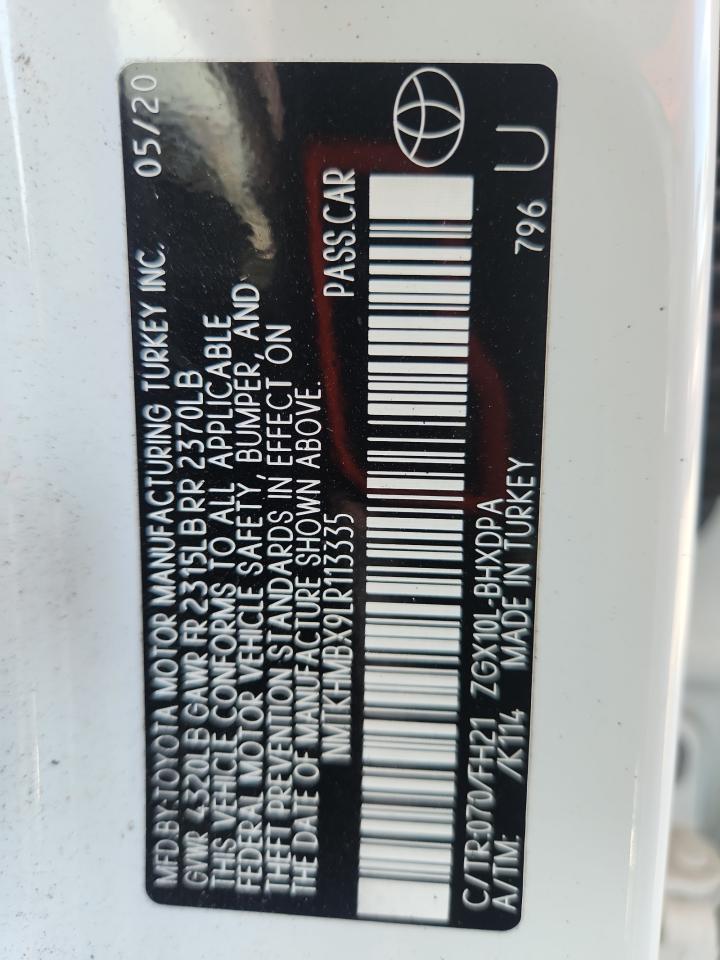 MFD.BY:TOYOTA MOTOR MANUFACTURING TURKEY INC. 05/20
GVWR 4320LB GAWR FR 2315LB RR 2370LB
THIS VEHICLE CONFORMS TO ALL APPLICABLE
FEDERAL MOTOR VEHICLE SAFETY, BUMPER, AND
THEFT PREVENTION STANDARDS IN EFFECT ON
THE DATE OF MANUFACTURE SHOWN ABOVE.
NMTKHMBX9LR113335 PASS.CAR
C/TR:070/FH21 ZGX10L-BHXDPA
A/TM: /K114 MADE IN TURKEY 796 U